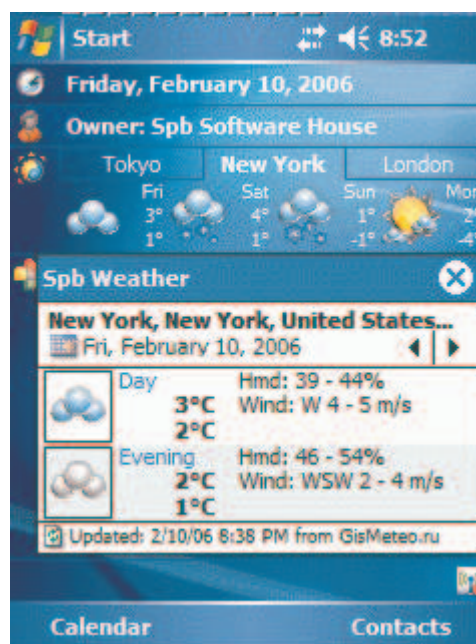 Start 8:52
Friday, February 10, 2006
Owner: Spb Software House
Tokyo New York London
Fri Sat Sun Mon
3° 4° 1° 2°
1° 1° -1° -4°
Spb Weather
New York, New York, United States...
Fri, February 10, 2006
Day Hmd: 39 - 44%
3°C Wind: W 4 - 5 m/s
2°C
Evening Hmd: 46 - 54%
2°C Wind: WSW 2 - 4 m/s
1°C
Updated: 2/10/06 8:38 PM from GisMeteo.ru
Calendar Contacts